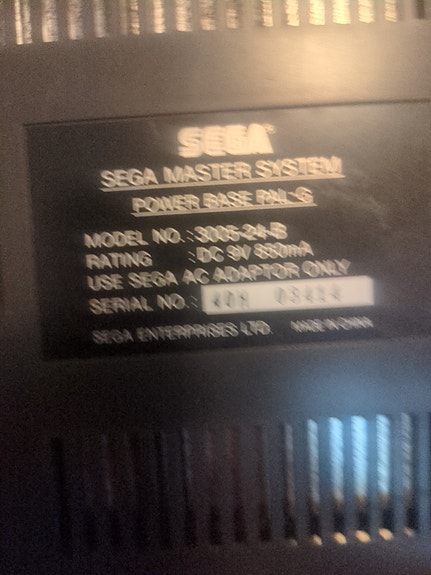 SEGA
SEGA MASTER SYSTEM
POWER BASE PAL-G
MODEL NO.: 3005-24-B
RATING : DC 9V 850mA
USE SEGA AC ADAPTOR ONLY
SERIAL NO.:
SEGA ENTERPRISES LTD. MADE IN CHINA